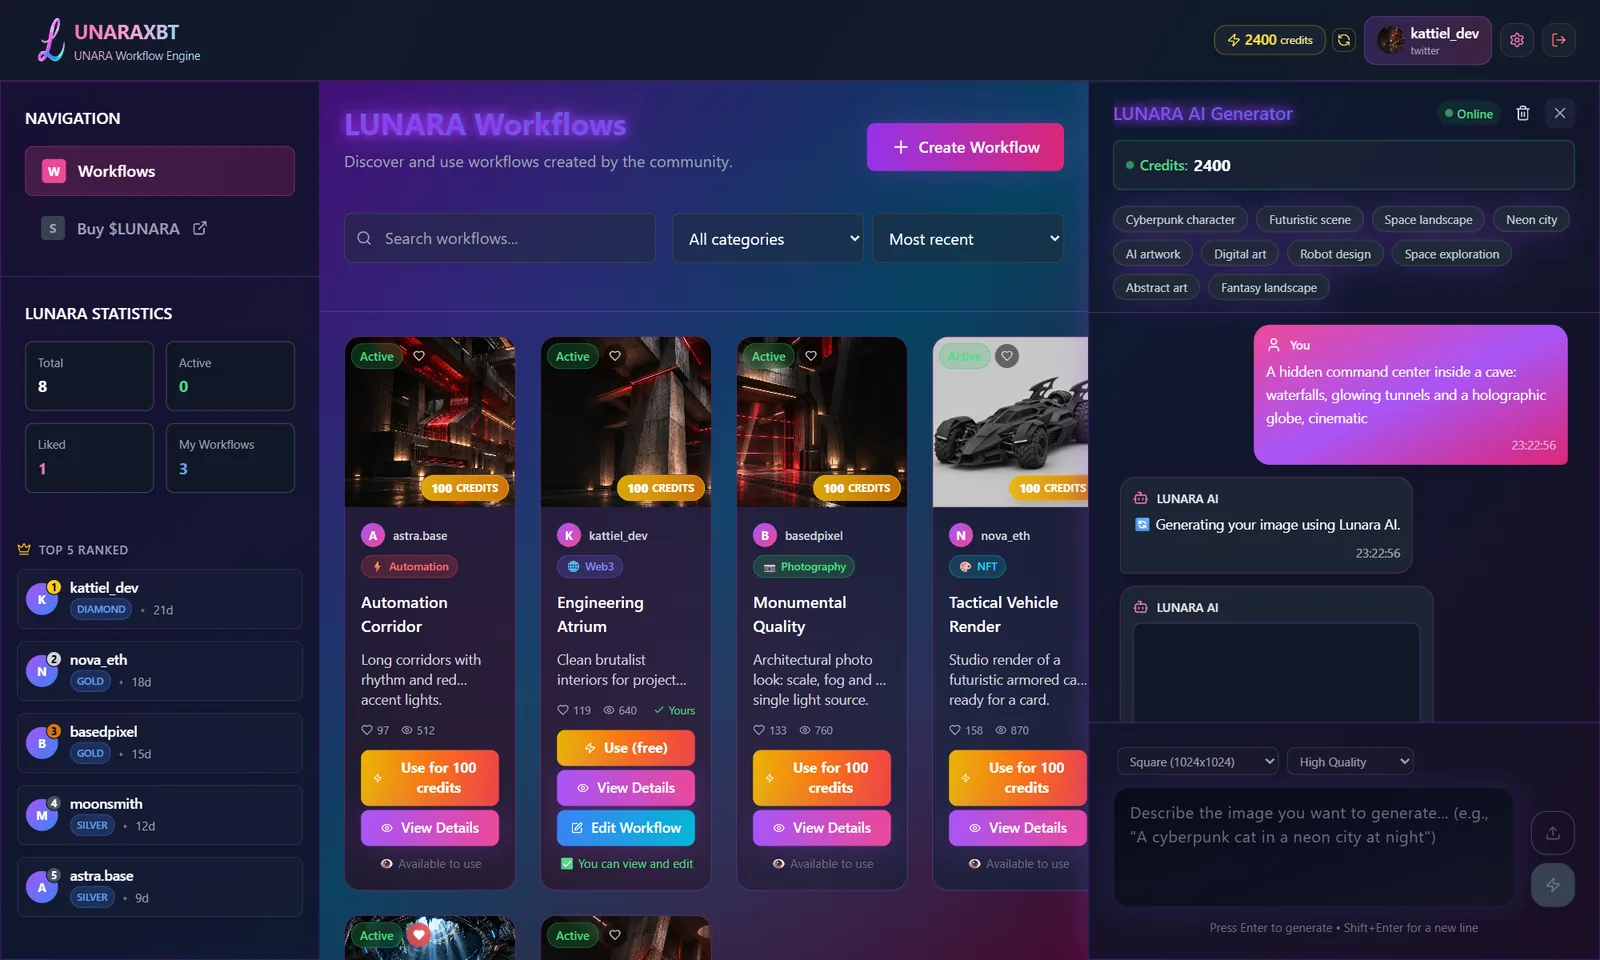 UNARAXBT
UNARA Workflow Engine
2400 credits
kattiel_dev
twitter
NAVIGATION
W Workflows
S Buy $LUNARA
LUNARA STATISTICS
Total
8
Active
0
Liked
1
My Workflows
3
TOP 5 RANKED
K 1 kattiel_dev
DIAMOND • 21d
N 2 nova_eth
GOLD • 18d
B 3 basedpixel
GOLD • 15d
M 4 moonsmith
SILVER • 12d
A 5 astra.base
SILVER • 9d
LUNARA Workflows
Discover and use workflows created by the community.
Create Workflow
Search workflows...
All categories
Most recent
Active
100 CREDITS
A astra.base
Automation
Automation
Corridor
Long corridors with
rhythm and red...
accent lights.
97 512
Use for 100
credits
View Details
Available to use
Active
100 CREDITS
K kattiel_dev
Web3
Engineering
Atrium
Clean brutalist
interiors for project...
119 640 Yours
Use (free)
View Details
Edit Workflow
You can view and edit
Active
100 CREDITS
B basedpixel
Photography
Monumental
Quality
Architectural photo
look: scale, fog and ...
single light source.
133 760
Use for 100
credits
View Details
Available to use
Active
100 CREDITS
N nova_eth
NFT
Tactical Vehicle
Render
Studio render of a
futuristic armored ca...
ready for a card.
158 870
Use for 100
credits
View Details
Available to use
Active
Active
LUNARA AI Generator
Online
Credits: 2400
Cyberpunk character
Futuristic scene
Space landscape
Neon city
AI artwork
Digital art
Robot design
Space exploration
Abstract art
Fantasy landscape
You
A hidden command center inside a cave:
waterfalls, glowing tunnels and a holographic
globe, cinematic
23:22:56
LUNARA AI
Generating your image using Lunara AI.
23:22:56
LUNARA AI
Square (1024x1024)
High Quality
Describe the image you want to generate... (e.g.,
"A cyberpunk cat in a neon city at night")
Press Enter to generate • Shift+Enter for a new line